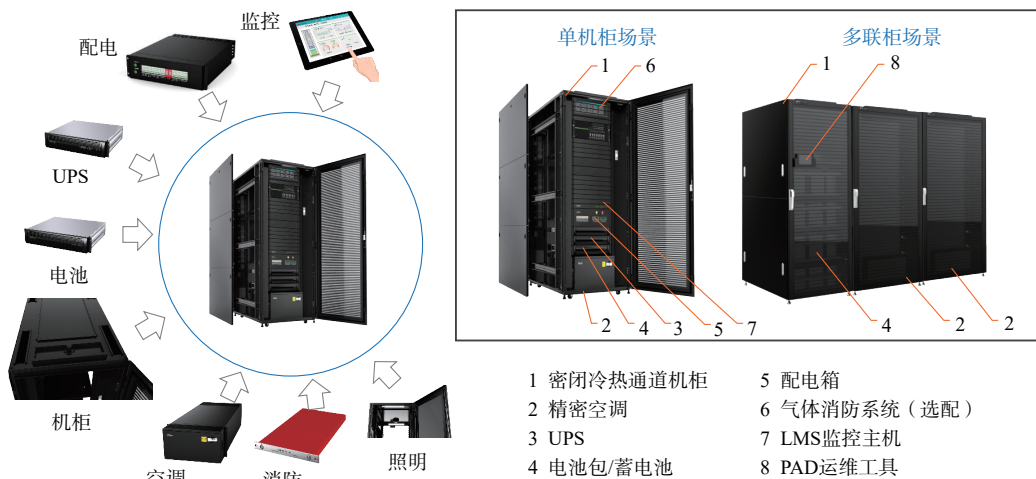 监控
配电
UPS
电池
机柜
空调
消防
照明
单机柜场景
多联柜场景
1
6
1
8
2
4
3
5
7
4
2
2
1 密闭冷热通道机柜
2 精密空调
3 UPS
4 电池包/蓄电池
5 配电箱
6 气体消防系统（选配）
7 LMS监控主机
8 PAD运维工具